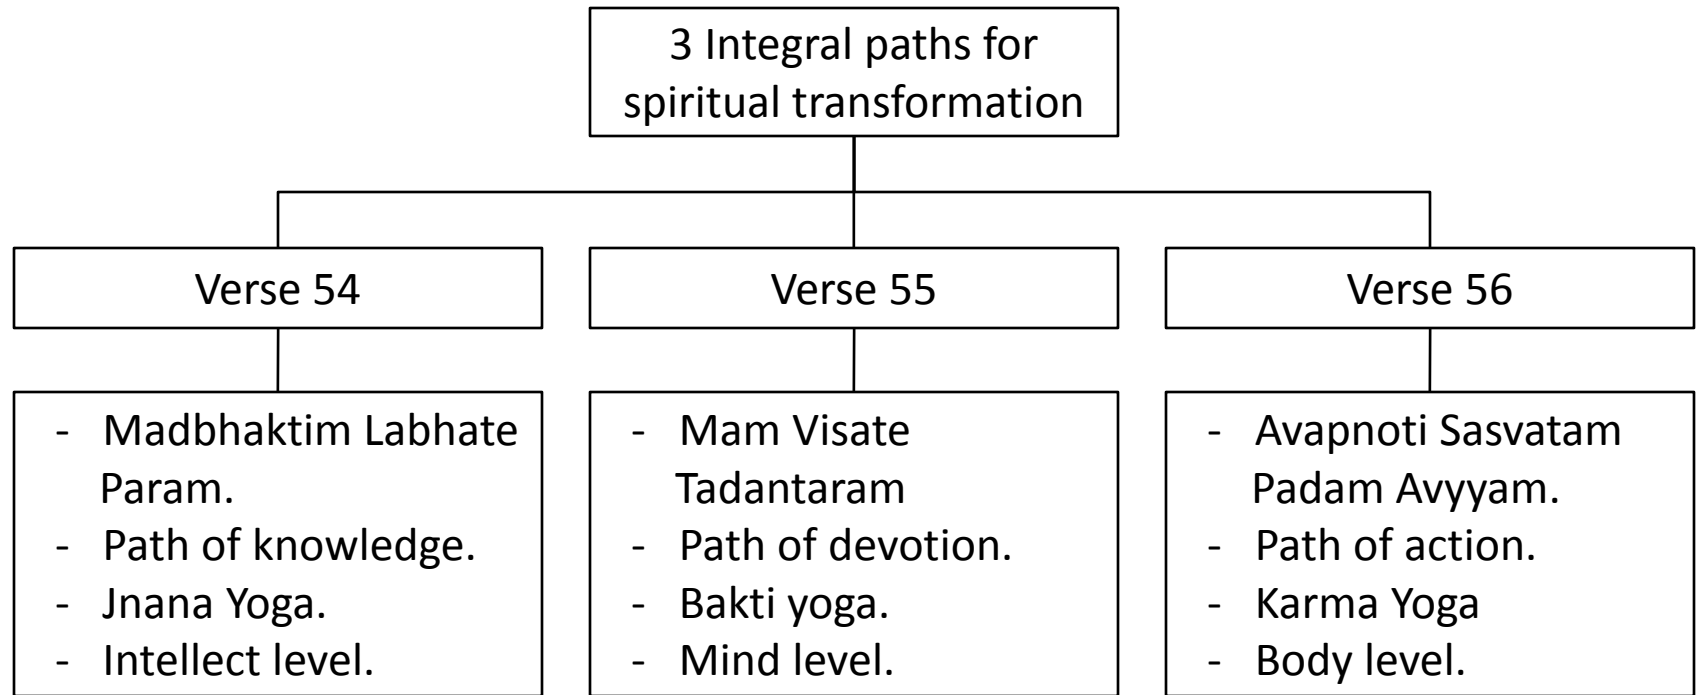 3 Integral paths for
spiritual transformation
Verse 54
Verse 55
Verse 56
- Madbhaktim Labhate
Param.
- Path of knowledge.
- Jnana Yoga.
- Intellect level.
- Mam Visate
Tadantaram
- Path of devotion.
- Bakti yoga.
- Mind level.
- Avapnoti Sasvatam
Padam Avyyam.
- Path of action.
- Karma Yoga
- Body level.